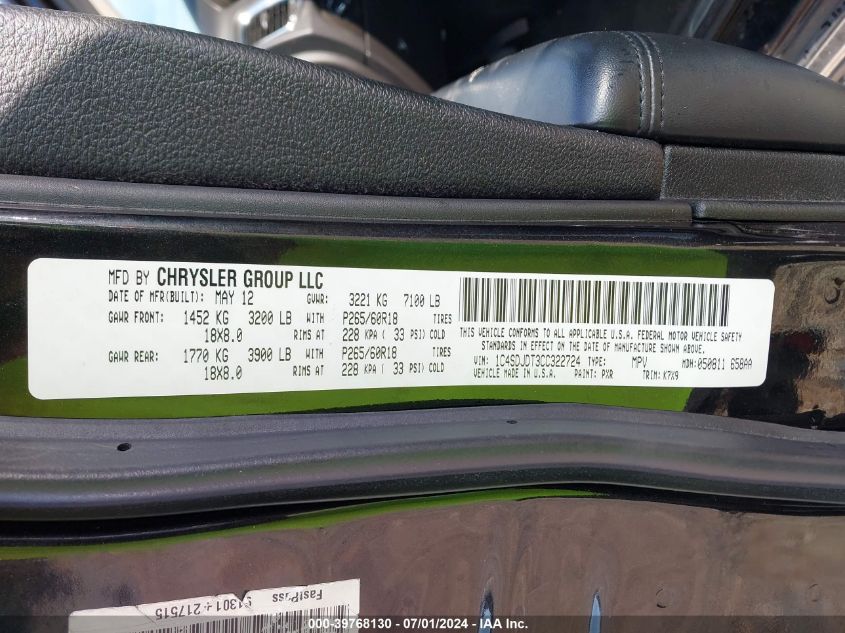 MFD BY CHRYSLER GROUP LLC
DATE OF MFR(BUILT): MAY 12 GVWR: 3221 KG 7100 LB
GAWR FRONT: 1452 KG 3200 LB WITH P265/60R18 TIRES
18X8.0 RIMS AT 228 KPA ( 33 PSI) COLD
GAWR REAR: 1770 KG 3900 LB WITH P265/60R18 TIRES
18X8.0 RIMS AT 228 KPA ( 33 PSI) COLD
THIS VEHICLE CONFORMS TO ALL APPLICABLE U.S.A. FEDERAL MOTOR VEHICLE SAFETY
STANDARDS IN EFFECT ON THE DATE OF MANUFACTURE SHOWN ABOVE.
VIN: 1C4SDJDT3CC322724 TYPE: MPV MDH:050811 658AA
VEHICLE MADE IN U.S.A. PAINT: PXR TRIM: K7X9
FastPass
217515
IAA-39768130 / 07/01/2024 - IAA Inc.